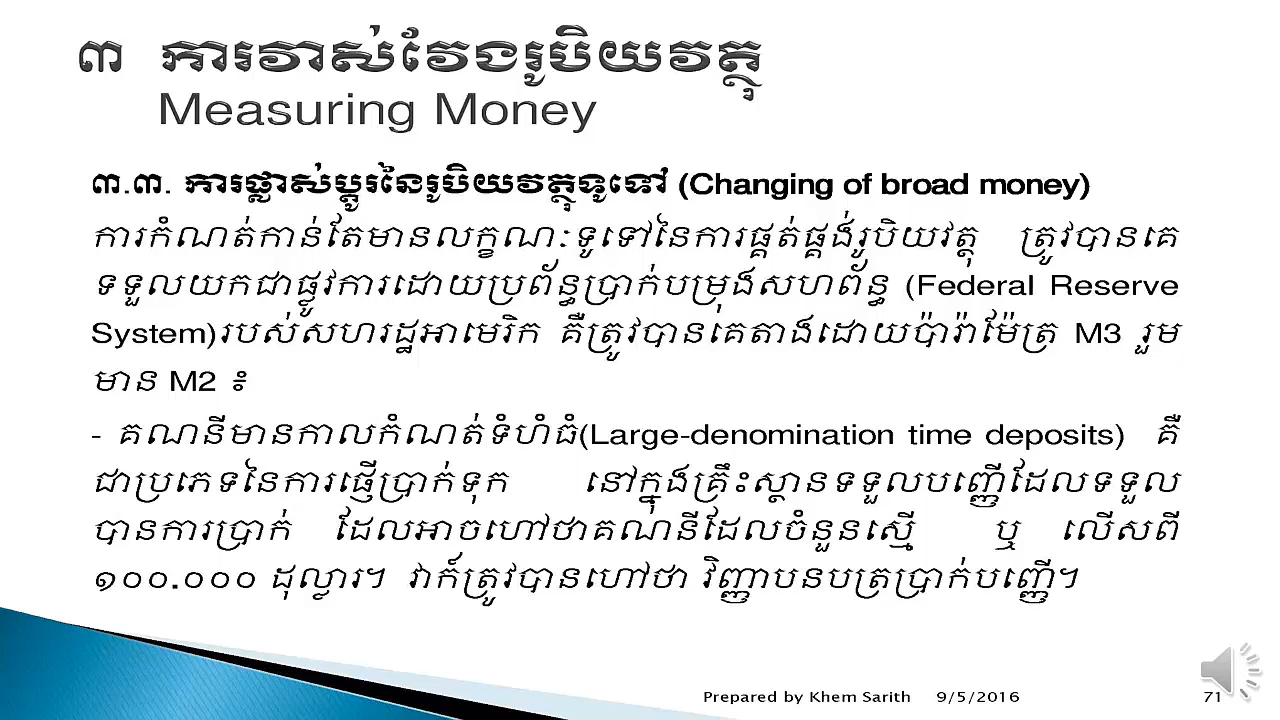 ៣ ការវាស់វែងរូបិយវត្ថុ
Measuring Money
៣.៣. ការផ្លាស់ប្តូរនៃរូបិយវត្ថុទូទៅ (Changing of broad money)
ការកំណត់កាន់តែមានលក្ខណៈទូទៅនៃការផ្គត់ផ្គង់រូបិយវត្ថុ ត្រូវបានគេ
ទទួលយកជាផ្លូវការដោយប្រព័ន្ធប្រាក់បម្រុងសហព័ន្ធ (Federal Reserve
System)របស់សហរដ្ឋអាមេរិក គឺត្រូវបានគេតាងដោយប៉ារ៉ាម៉ែត្រ M3 រួម
មាន M2 ៖
- គណនីមានកាលកំណត់ទំហំធំ(Large-denomination time deposits) គឺ
ជាប្រភេទនៃការផ្ញើប្រាក់ទុក នៅក្នុងគ្រឹះស្ថានទទួលបញ្ញើដែលទទួល
បានការប្រាក់ ដែលអាចហៅថាគណនីដែលចំនួនស្មើ ឬ លើសពី
១០០.០០០ ដុល្លារ។ វាក៍ត្រូវបានហៅថា វិញ្ញាបនបត្រប្រាក់បញ្ញើ។
Prepared by Khem Sarith 9/5/2016 71